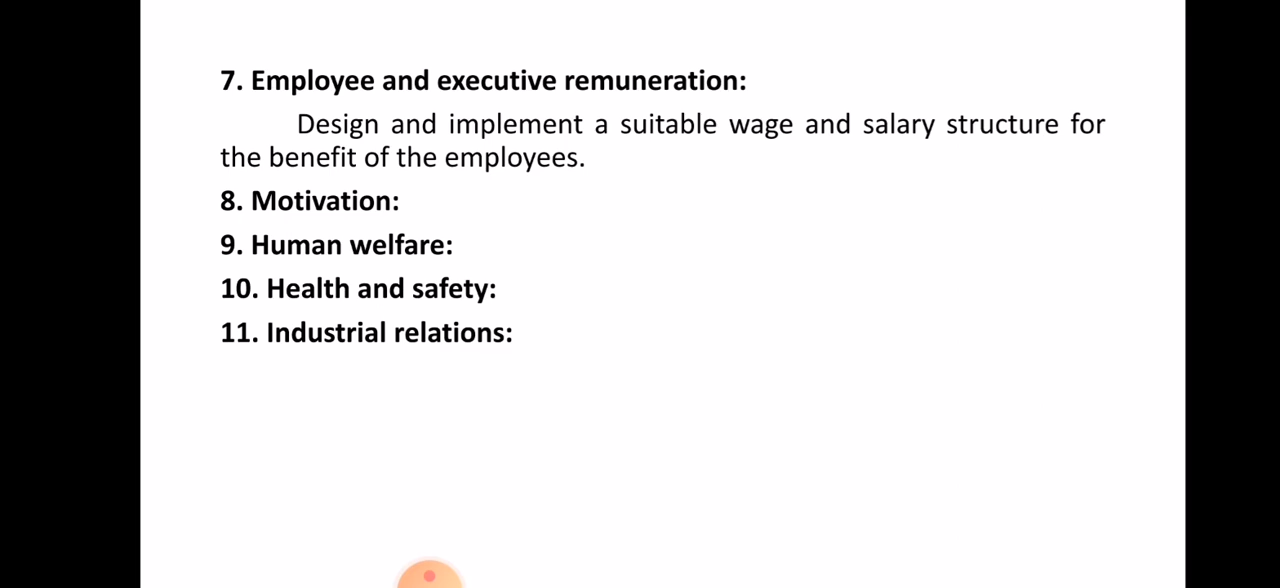 7. Employee and executive remuneration:
Design and implement a suitable wage and salary structure for
the benefit of the employees.
8. Motivation:
9. Human welfare:
10. Health and safety:
11. Industrial relations: